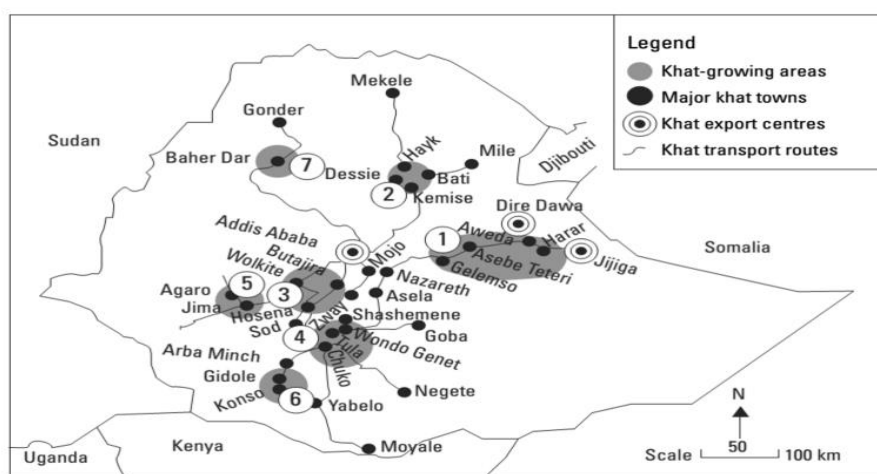 Legend
Khat-growing areas
Major khat towns
Khat export centres
Khat transport routes
Mekele
Gonder
Sudan
Baher Dar
7
Hayk
Mile
Dessie
Bati
2
Kemise
Djibouti
Dire Dawa
Addis Ababa
1
Aweda
Harar
Somalia
Wolkite
Butajira
Mojo
Asebe Teteri
Jijiga
Gelemso
Nazareth
5
Agaro
3
Asela
Jima
Hosena
Sod
Zway
Shashemene
4
Goba
Tula
Wondo Genet
Arba Minch
Chuko
Gidole
Konso
6
Negete
Yabelo
N
Moyale
Uganda
Kenya
Scale
50
100 km